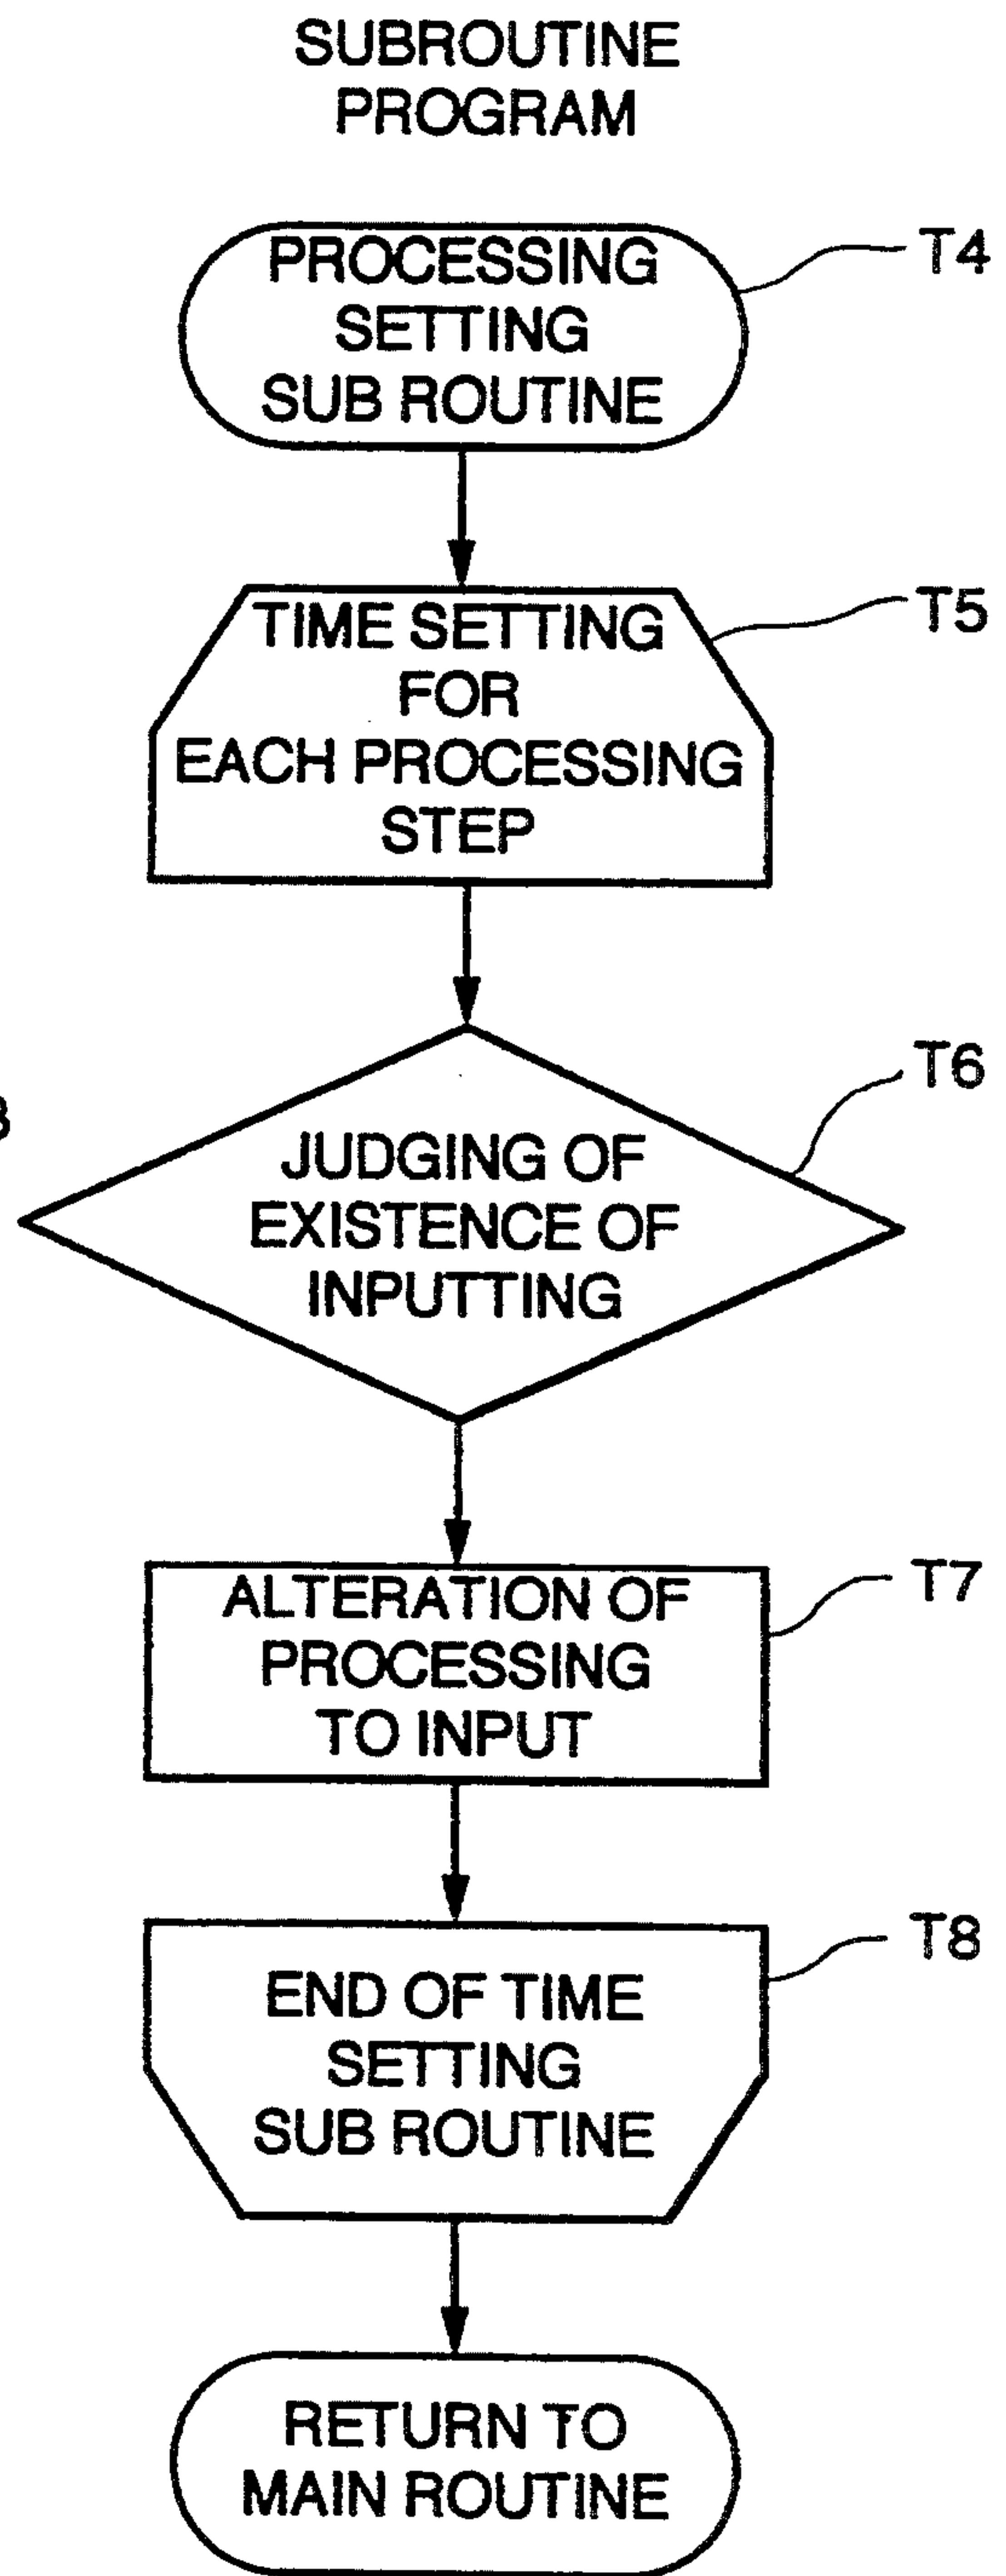 SUBROUTINE
PROGRAM
PROCESSING
SETTING
SUB ROUTINE
T4
TIME SETTING
FOR
EACH PROCESSING
STEP
T5
JUDGING OF
EXISTENCE OF
INPUTTING
T6
ALTERATION OF
PROCESSING
TO INPUT
T7
END OF TIME
SETTING
SUB ROUTINE
T8
RETURN TO
MAIN ROUTINE